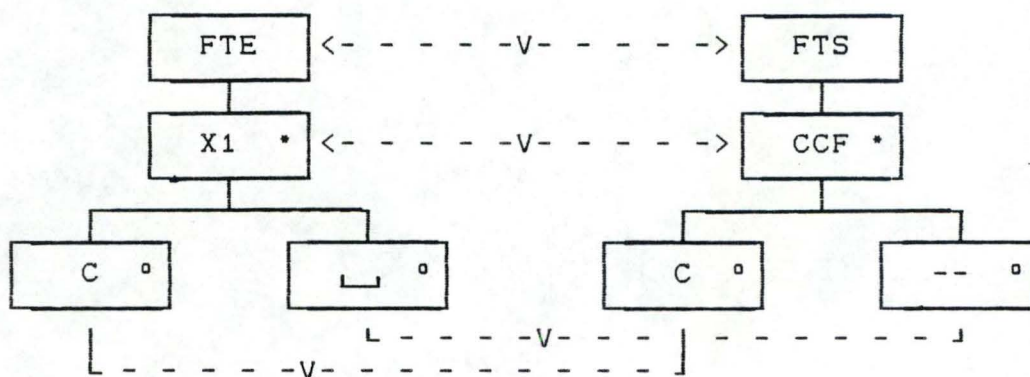 FTE <- - - - - -V- - - - - -> FTS
X1 * <- - - - - -V- - - - - -> CCF *
C º ⎵ º C º -- º
V
V